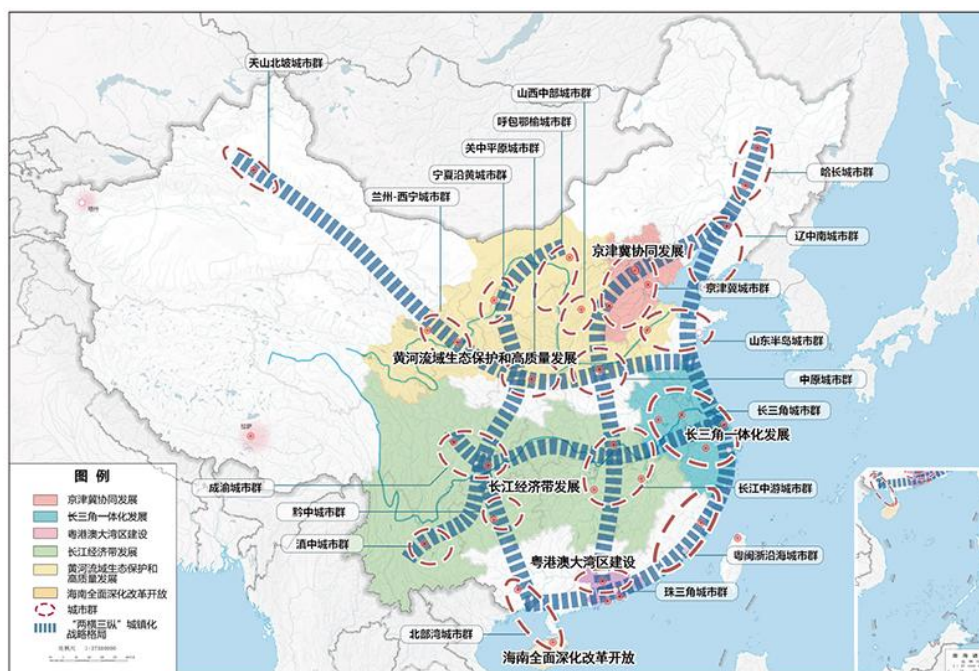 天山北坡城市群
山西中部城市群
呼包鄂榆城市群
关中平原城市群
宁夏沿黄城市群
兰州-西宁城市群
哈长城市群
辽中南城市群
京津冀协同发展
京津冀城市群
山东半岛城市群
黄河流域生态保护和高质量发展
中原城市群
长三角城市群
长三角一体化发展
成渝城市群
长江经济带发展
长江中游城市群
黔中城市群
滇中城市群
粤闽浙沿海城市群
粤港澳大湾区建设
珠三角城市群
北部湾城市群
海南全面深化改革开放
图 例
京津冀协同发展
长三角一体化发展
粤港澳大湾区建设
长江经济带发展
黄河流域生态保护和
高质量发展
海南全面深化改革开放
城市群
“两横三纵”城镇化
战略格局